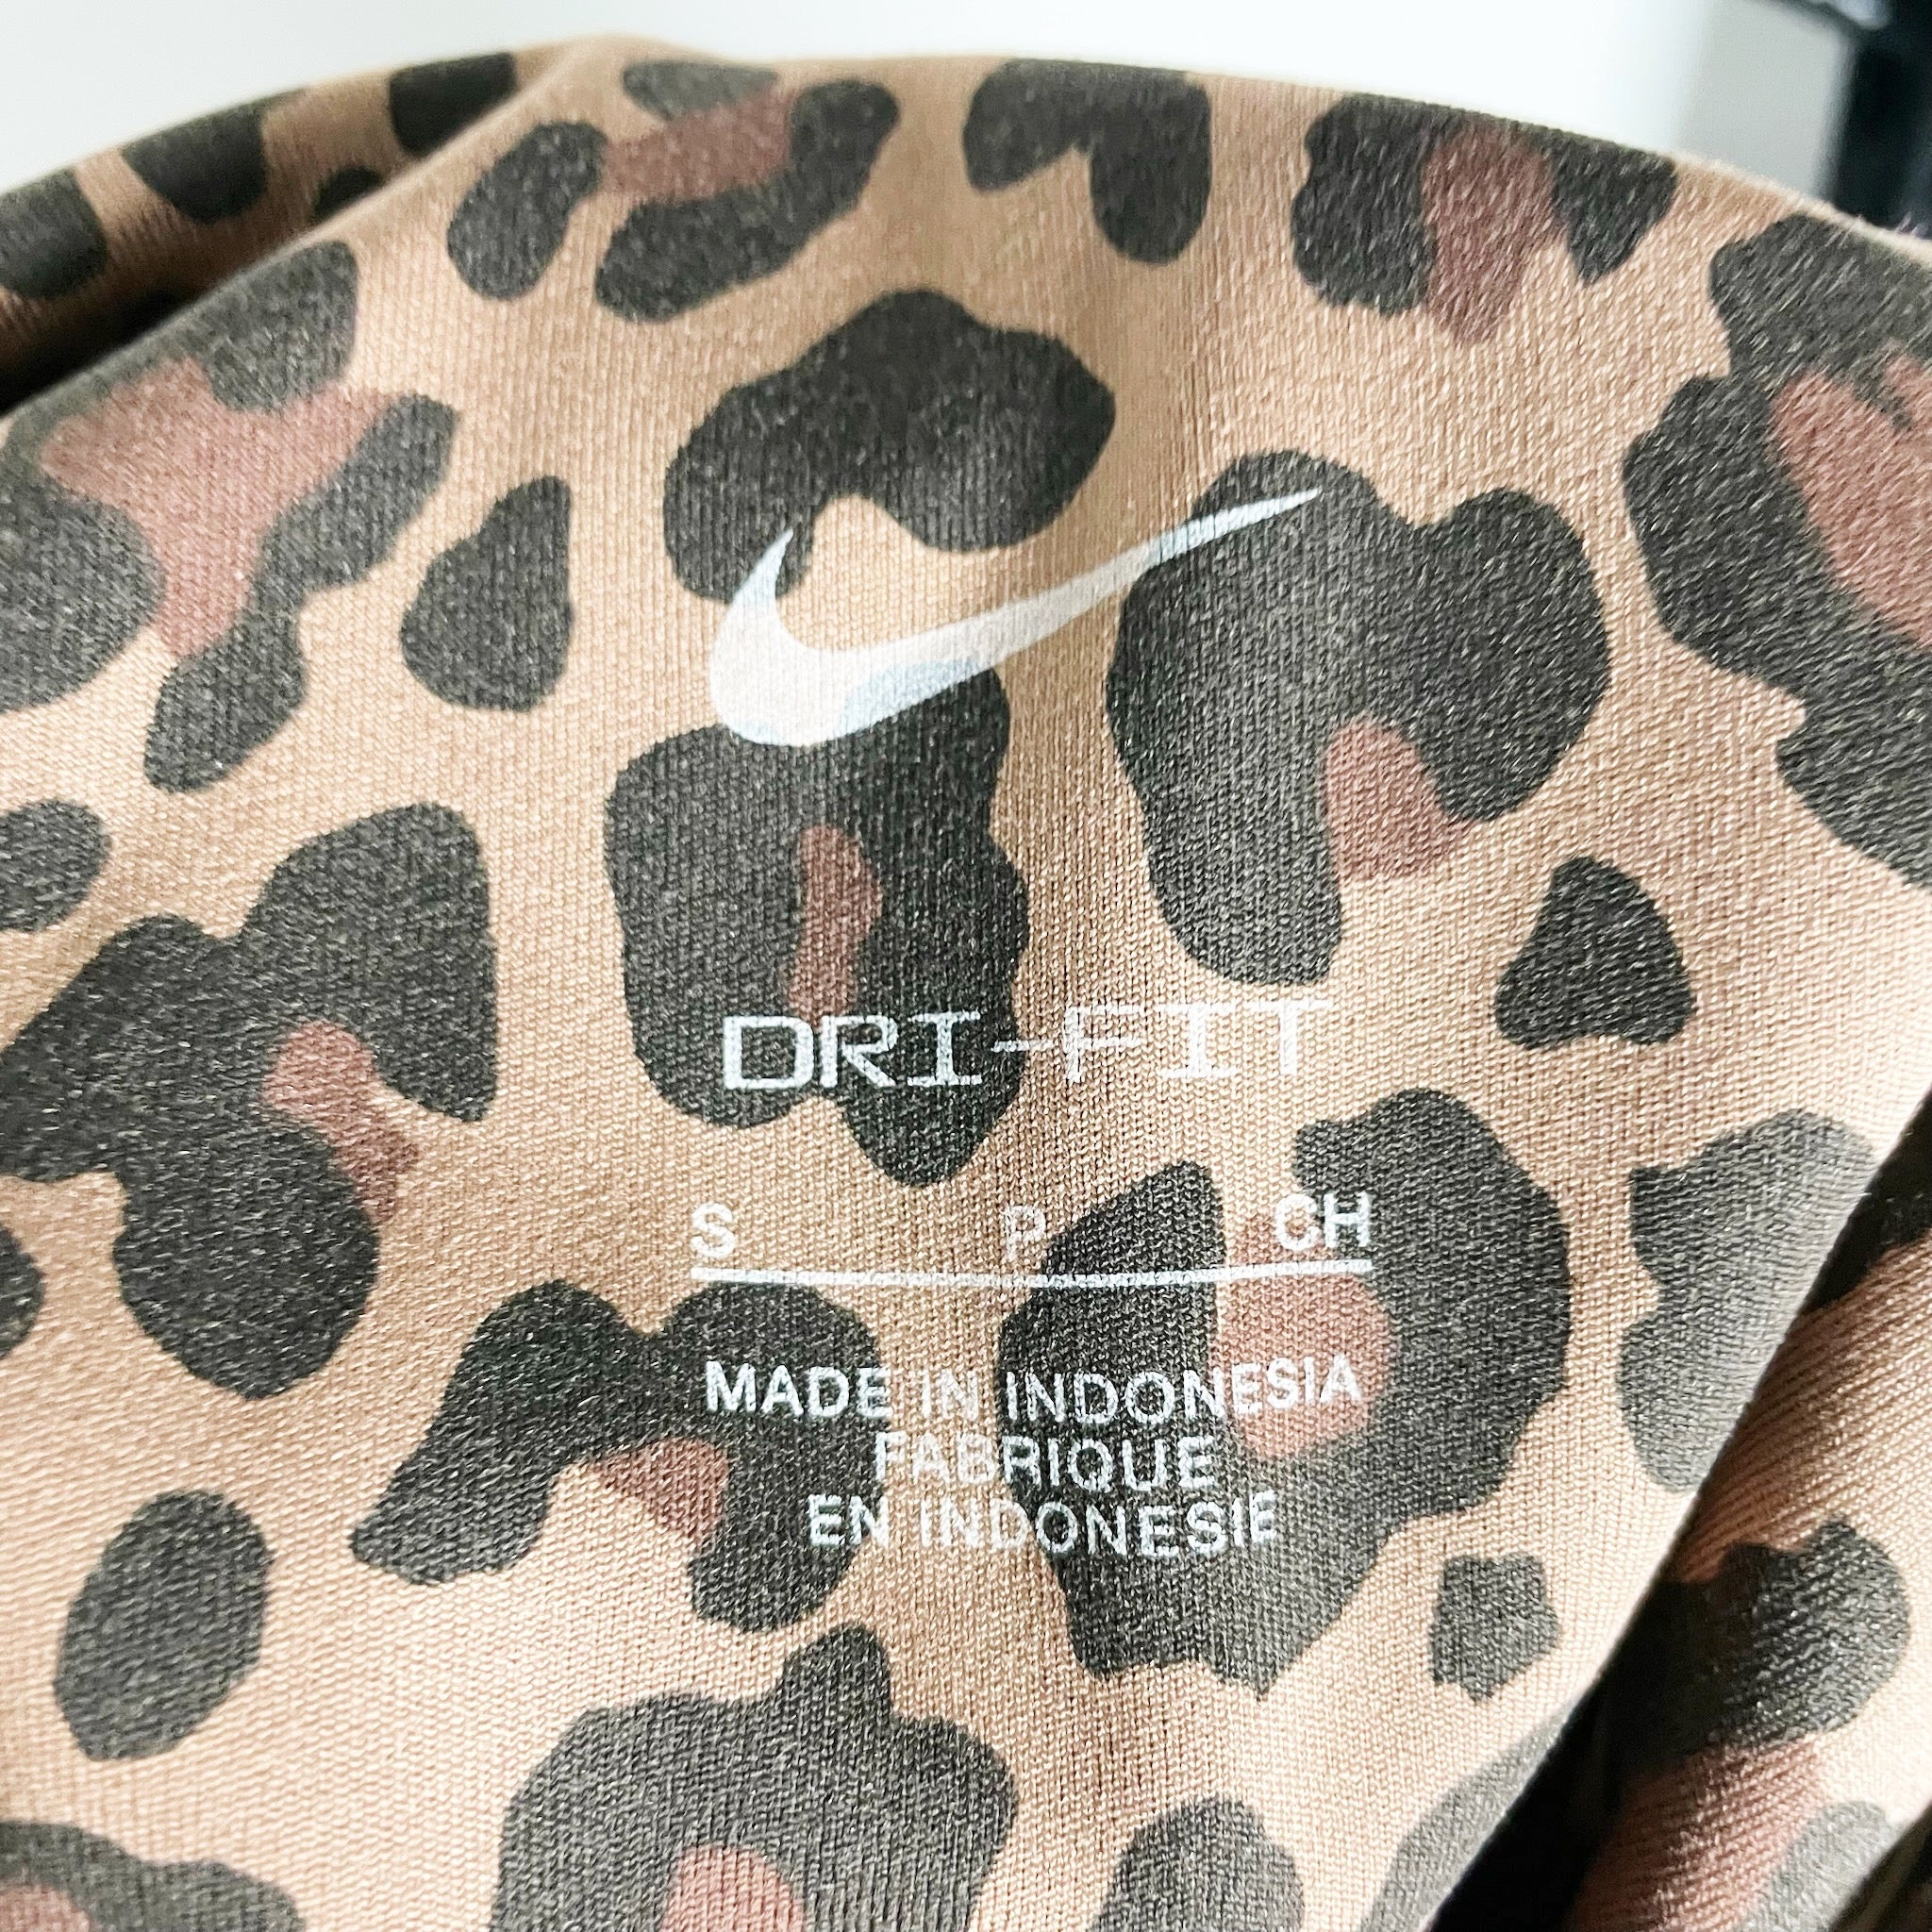 DRI-FIT
S P CH
MADE IN INDONESIA
FABRIQUE
EN INDONESIE